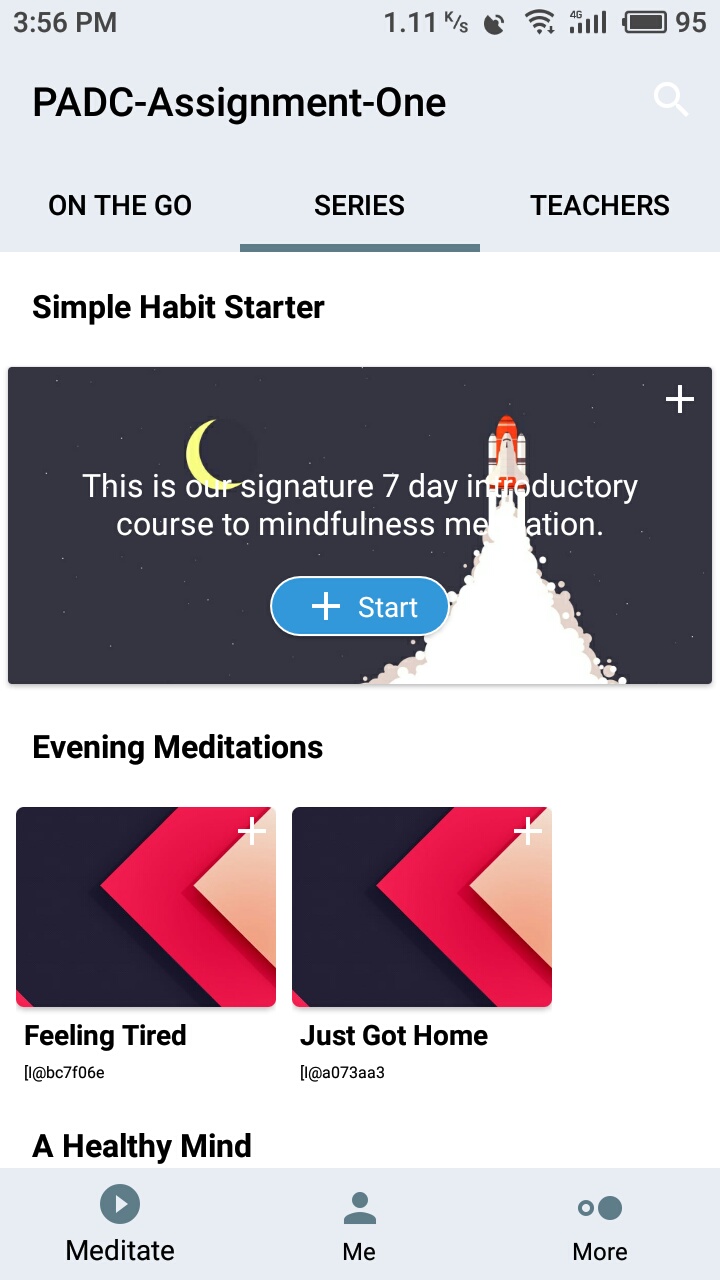 3:56 PM
1.11 K/s
4G
95
PADC-Assignment-One
ON THE GO
SERIES
TEACHERS
Simple Habit Starter
This is our signature 7 day introductory
course to mindfulness meditation.
Start
Evening Meditations
Feeling Tired
Just Got Home
[I@bc7f06e
[I@a073aa3
A Healthy Mind
Meditate
Me
More